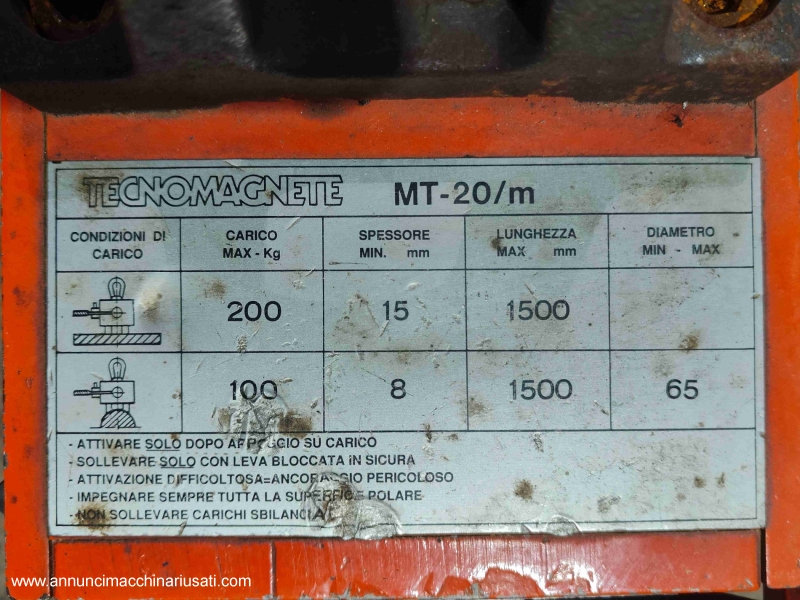 TECNOMAGNETE MT-20/m
CONDIZIONI DI CARICO CARICO MAX - Kg SPESSORE MIN. mm LUNGHEZZA MAX mm DIAMETRO MIN - MAX
200 15 1500
100 8 1500 65
- ATTIVARE SOLO DOPO APPOGGIO SU CARICO
- SOLLEVARE SOLO CON LEVA BLOCCATA IN SICURA
- ATTIVAZIONE DIFFICOLTOSA=ANCORAGGIO PERICOLOSO
- IMPEGNARE SEMPRE TUTTA LA SUPERFICE POLARE
- NON SOLLEVARE CARICHI SBILANCIATI
www.annuncimacchinariusati.com